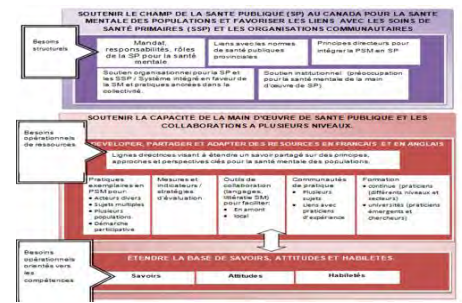 SOUTENIR LE CHAMP DE LA SANTE PUBLIQUE (SP) AU CANADA POUR LA SANTE
MENTALE DES POPULATIONS ET FAVORISER LES LIENS AVEC LES SOINS DE
SANTÉ PRIMAIRES (SSP) ET LES ORGANISATIONS COMMUNAUTAIRES
Besoins
structurels
Mandat,
responsabilités, rôles
de la SP pour la santé
mentale
Liens avec les normes
de santé publiques
provinciales
Principes directeurs pour
intégrer la PSM en SP
Soutien organisationnel pour la SP et
les SSP / Système intégré en faveur de
la SM et pratiques ancrées dans la
collectivité.
Soutien institutionnel (préoccupation
pour la santé mentale de la main
d'œuvre de SP)
SOUTENIR LA CAPACITE DE LA MAIN D'ŒUVRE DE SANTÉ PUBLIQUE ET LES
COLLABORATIONS A PLUSIEURS NIVEAUX.
Besoins
opérationnels
de ressources
DEVELOPER, PARTAGER ET ADAPTER DES RESOURCES EN FRANÇAIS ET EN ANGLAIS
Lignes directrices visant à étendre un savoir partagé sur des principes,
approches et perspectives clés pour la santé mentale des populations.
Pratiques
exemplaires en
PSM pour:
Acteurs divers
Sujets multiples
Plusieurs
populations.
Démarche
participative
Mesures et
indicateurs /
stratégies
d'évaluation
Outils de
collaboration
(langages,
littératie SM)
pour faciliter:
En amont
local
Communautés
de pratique
Plusieurs
sujets
Liens avec
praticiens
d'expérience
Formation
continue (praticiens
(différents niveaux et
secteurs)
universités (praticiens
émergents et
chercheurs)
Besoins
opérationnels
orientés vers
les
compétences
ÉTENDRE LA BASE DE SAVOIRS, ATTITUDES ET HABILETÉS.
Savoirs
Attitudes
Habiletés